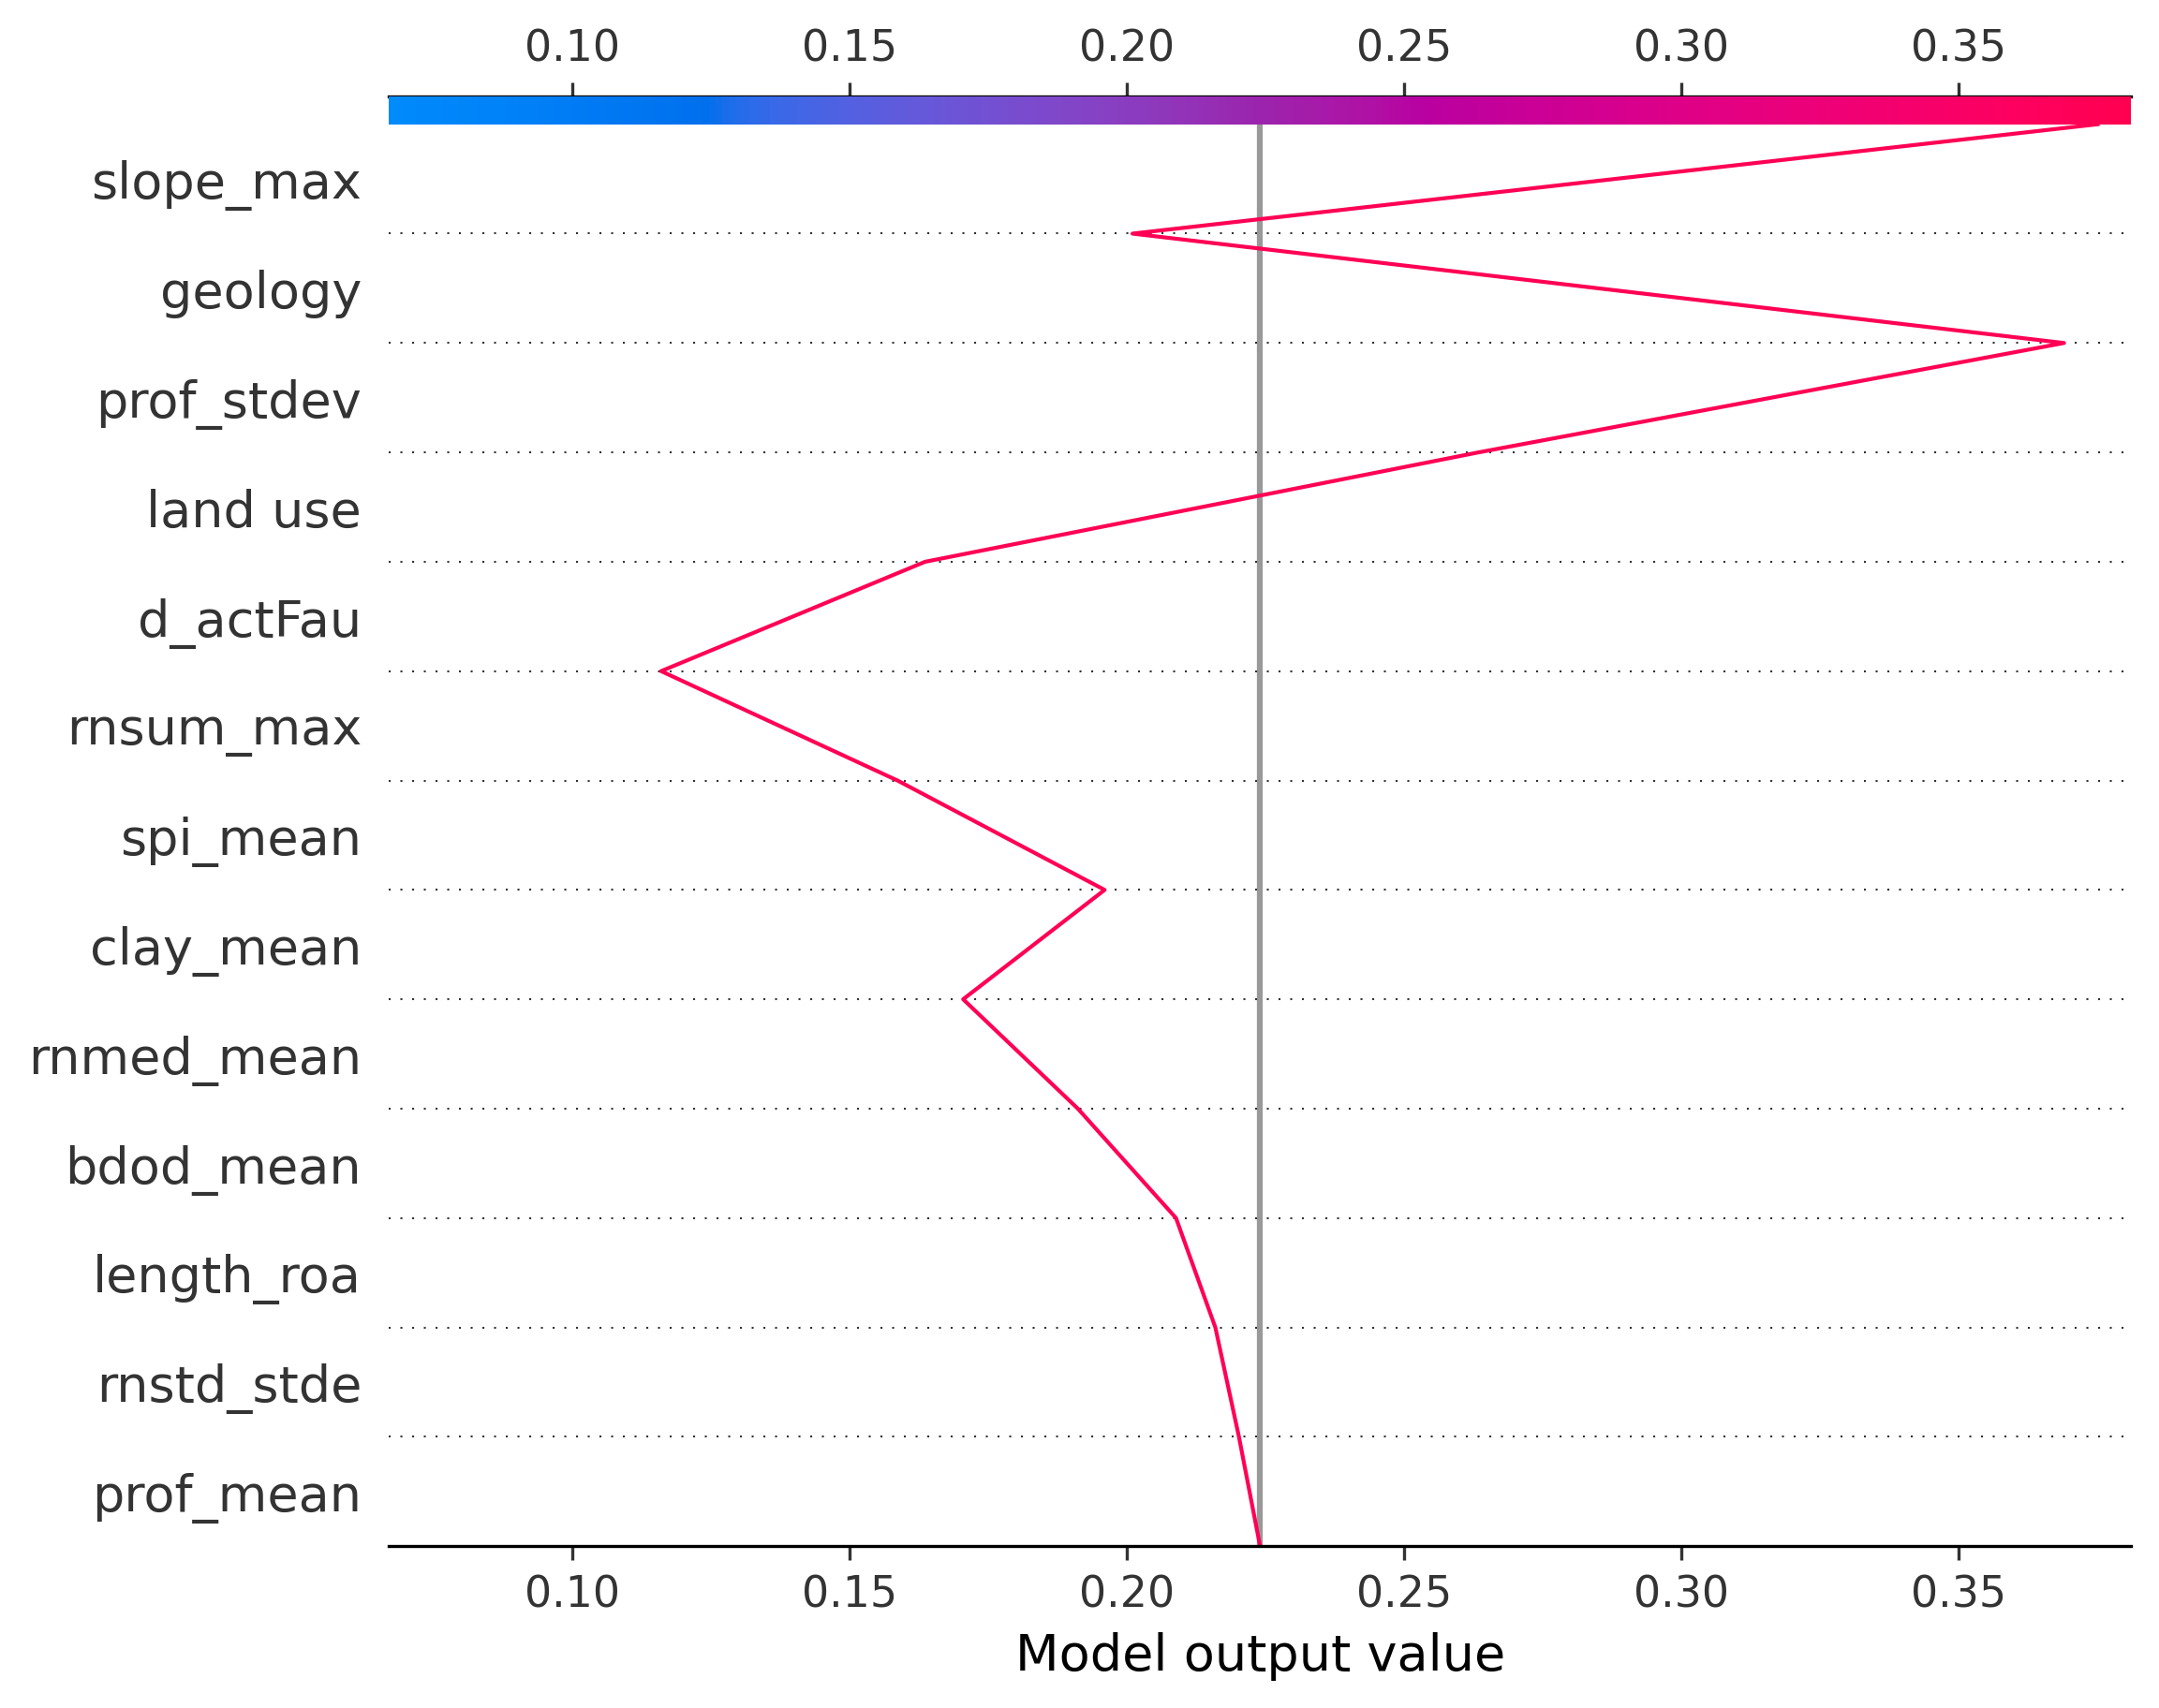 0.10 0.15 0.20 0.25 0.30 0.35
slope_max
geology
prof_stdev
land use
d_actFau
rnsum_max
spi_mean
clay_mean
rnmed_mean
bdod_mean
length_roa
rnstd_stde
prof_mean
0.10 0.15 0.20 0.25 0.30 0.35
Model output value